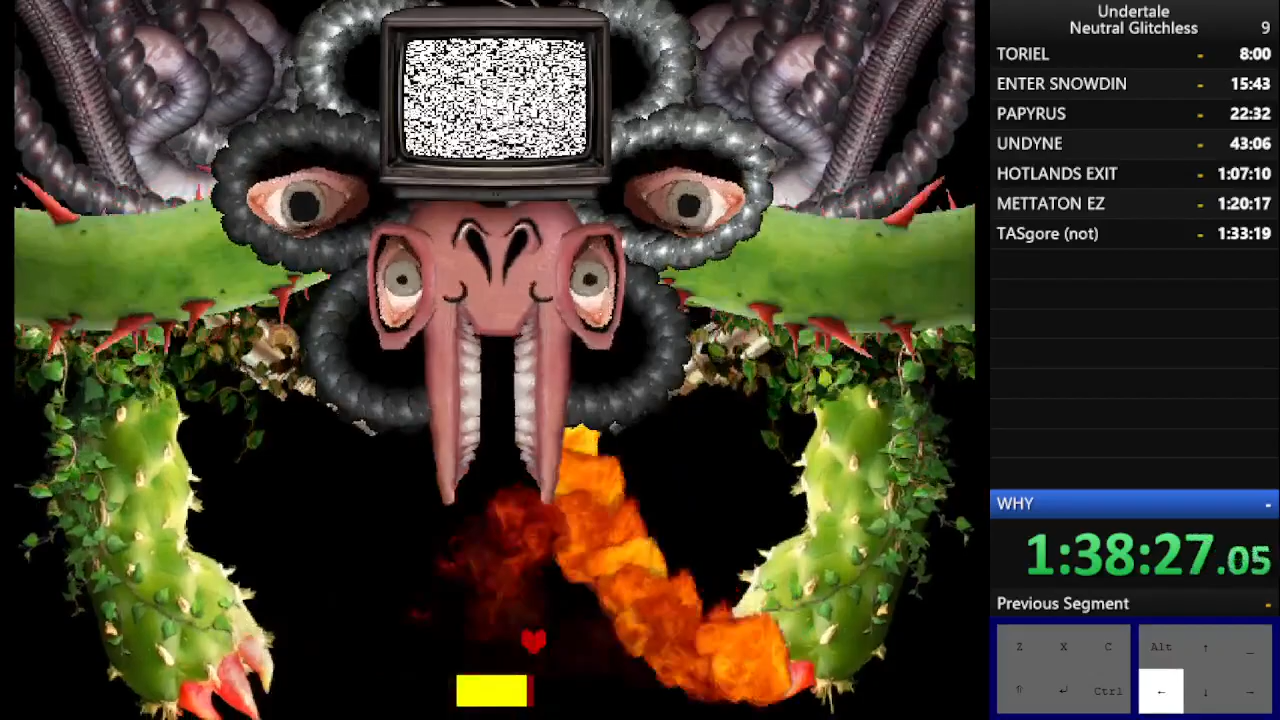 Undertale
Neutral Glitchless 9
TORIEL - 8:00
ENTER SNOWDIN - 15:43
PAPYRUS - 22:32
UNDYNE - 43:06
HOTLANDS EXIT - 1:07:10
METTATON EZ - 1:20:17
TASgore (not) - 1:33:19
WHY -
1:38:27.05
Previous Segment -
Z X C Alt ↑ _
⇧ ↵ Ctrl ← ↓ →